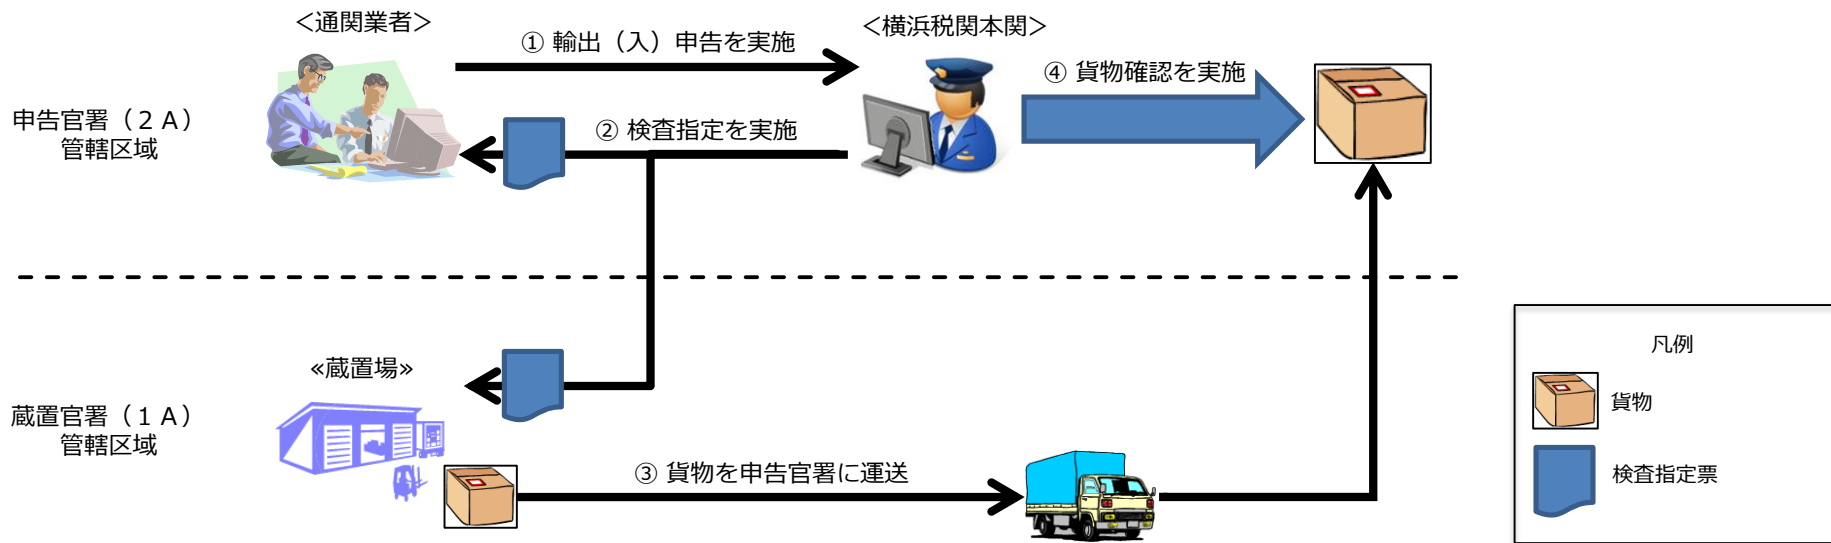 ＜通関業者＞
① 輸出（入）申告を実施
＜横浜税関本関＞
④ 貨物確認を実施
申告官署（２Ａ）
管轄区域
② 検査指定を実施
≪蔵置場≫
蔵置官署（１Ａ）
管轄区域
③ 貨物を申告官署に運送
凡例
貨物
検査指定票